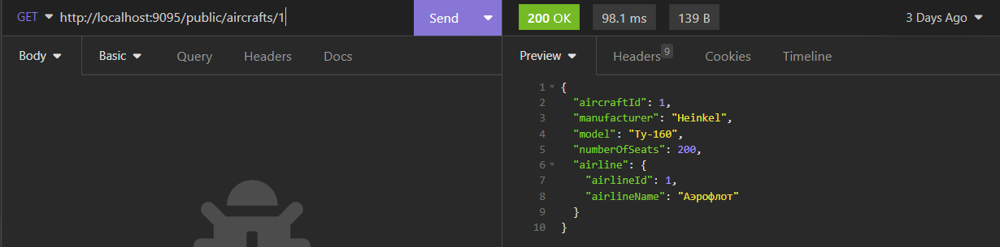 GET http://localhost:9095/public/aircrafts/1 Send 200 OK 98.1 ms 139 B 3 Days Ago
Body Basic Query Headers Docs
Preview Headers 9 Cookies Timeline
1 {
2 "aircraftId": 1,
3 "manufacturer": "Heinkel",
4 "model": "Ту-160",
5 "numberOfSeats": 200,
6 "airline": {
7 "airlineId": 1,
8 "airlineName": "Аэрофлот"
9 }
10 }